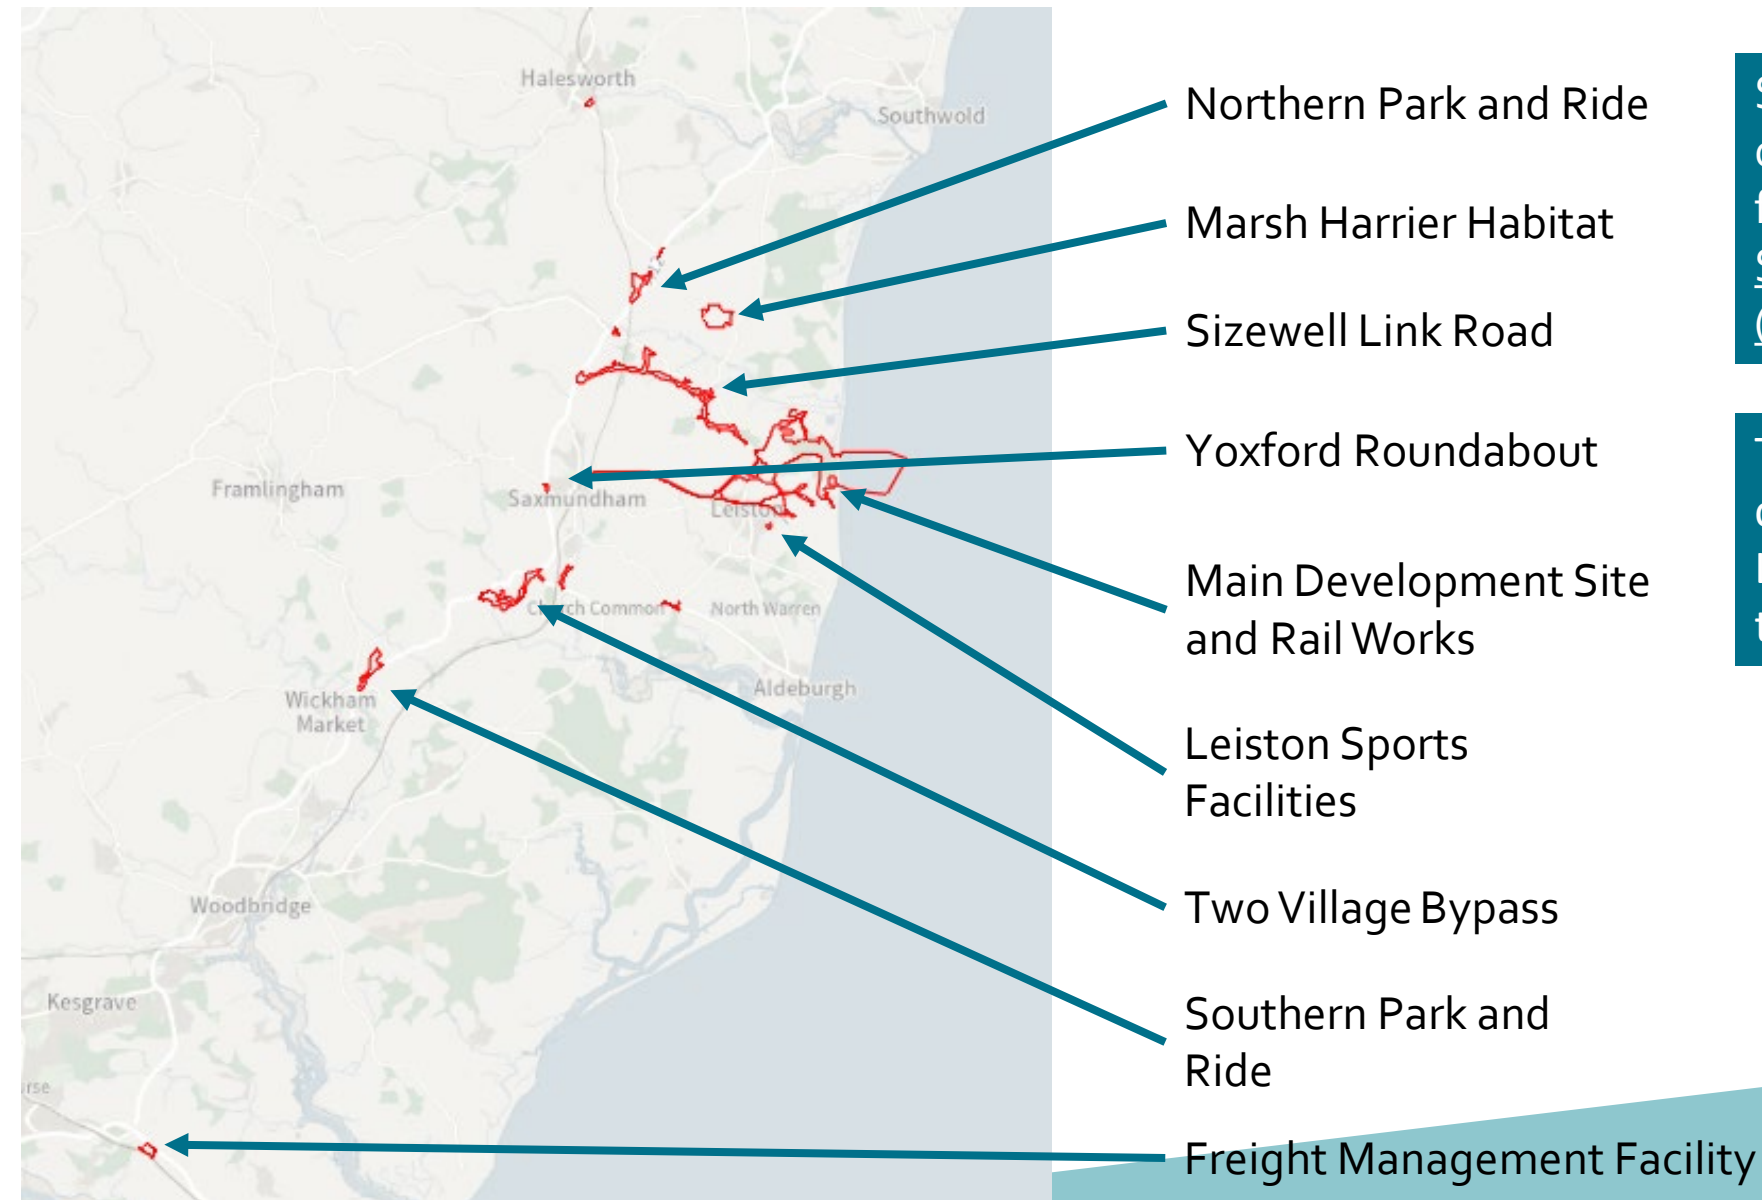 Halesworth
Southwold
Framlingham
Saxmundham
Leiston
Church Common
North Warren
Aldeburgh
Wickham
Market
Woodbridge
Kesgrave
Northern Park and Ride
Marsh Harrier Habitat
Sizewell Link Road
Yoxford Roundabout
Main Development Site
and Rail Works
Leiston Sports
Facilities
Two Village Bypass
Southern Park and
Ride
Freight Management Facility